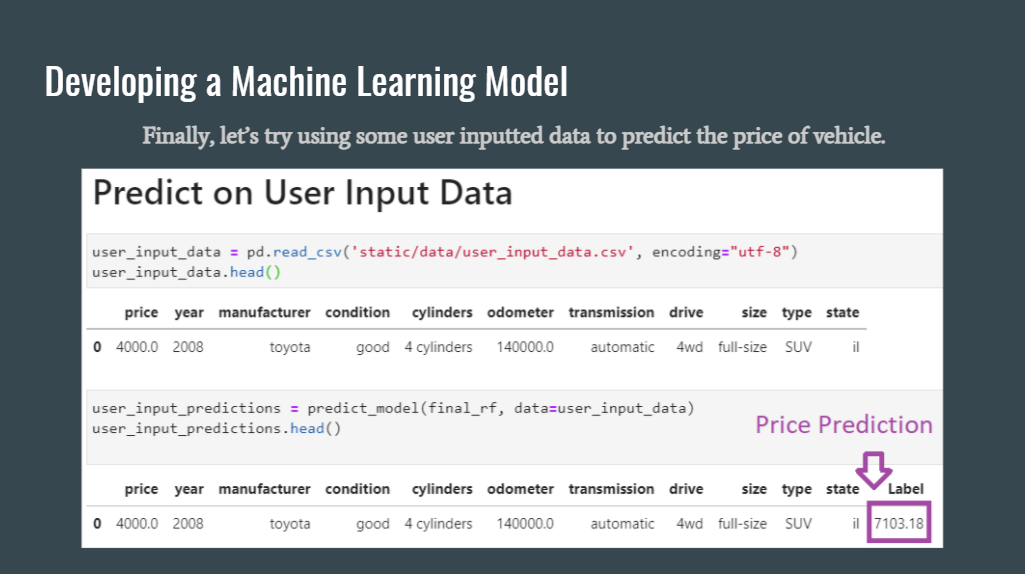 Developing a Machine Learning Model
Finally, let’s try using some user inputted data to predict the price of vehicle.
Predict on User Input Data
user_input_data = pd.read_csv('static/data/user_input_data.csv', encoding="utf-8")
user_input_data.head()
price year manufacturer condition cylinders odometer transmission drive size type state
0 4000.0 2008 toyota good 4 cylinders 140000.0 automatic 4wd full-size SUV il
user_input_predictions = predict_model(final_rf, data=user_input_data)
user_input_predictions.head()
Price Prediction
price year manufacturer condition cylinders odometer transmission drive size type state Label
0 4000.0 2008 toyota good 4 cylinders 140000.0 automatic 4wd full-size SUV il 7103.18